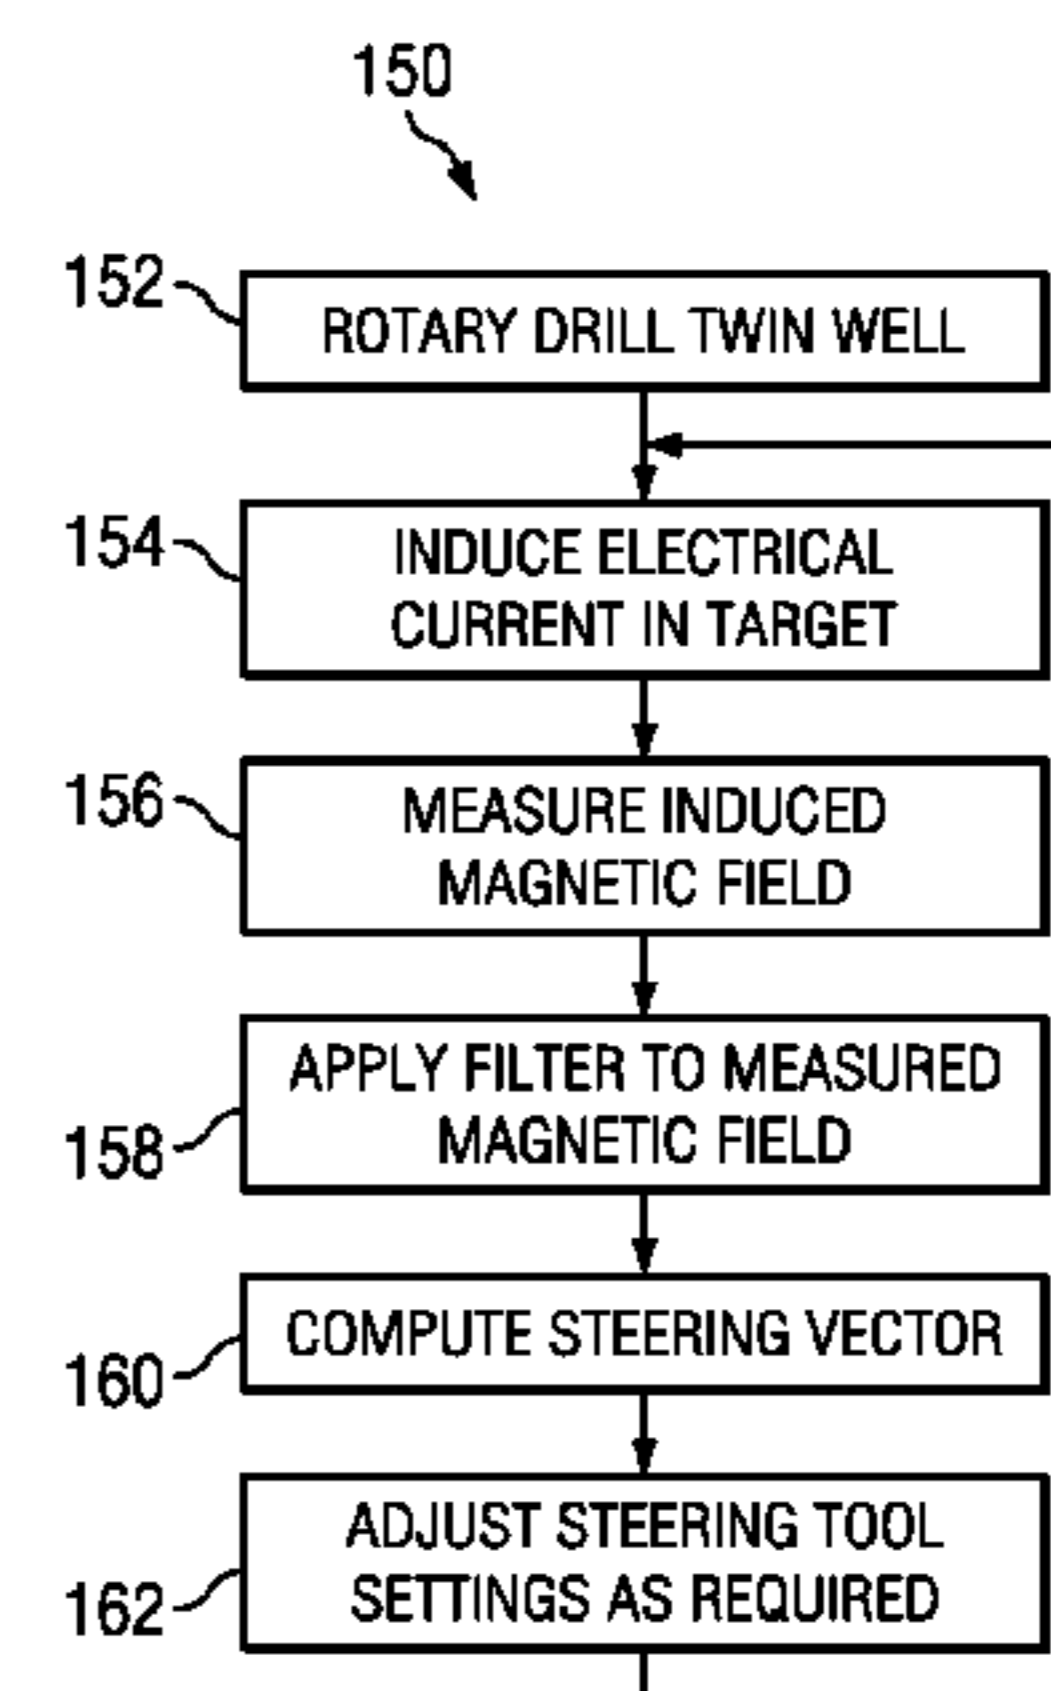 150
152
ROTARY DRILL TWIN WELL
154
INDUCE ELECTRICAL
CURRENT IN TARGET
156
MEASURE INDUCED
MAGNETIC FIELD
APPLY FILTER TO MEASURED
MAGNETIC FIELD
158
COMPUTE STEERING VECTOR
160
ADJUST STEERING TOOL
SETTINGS AS REQUIRED
162